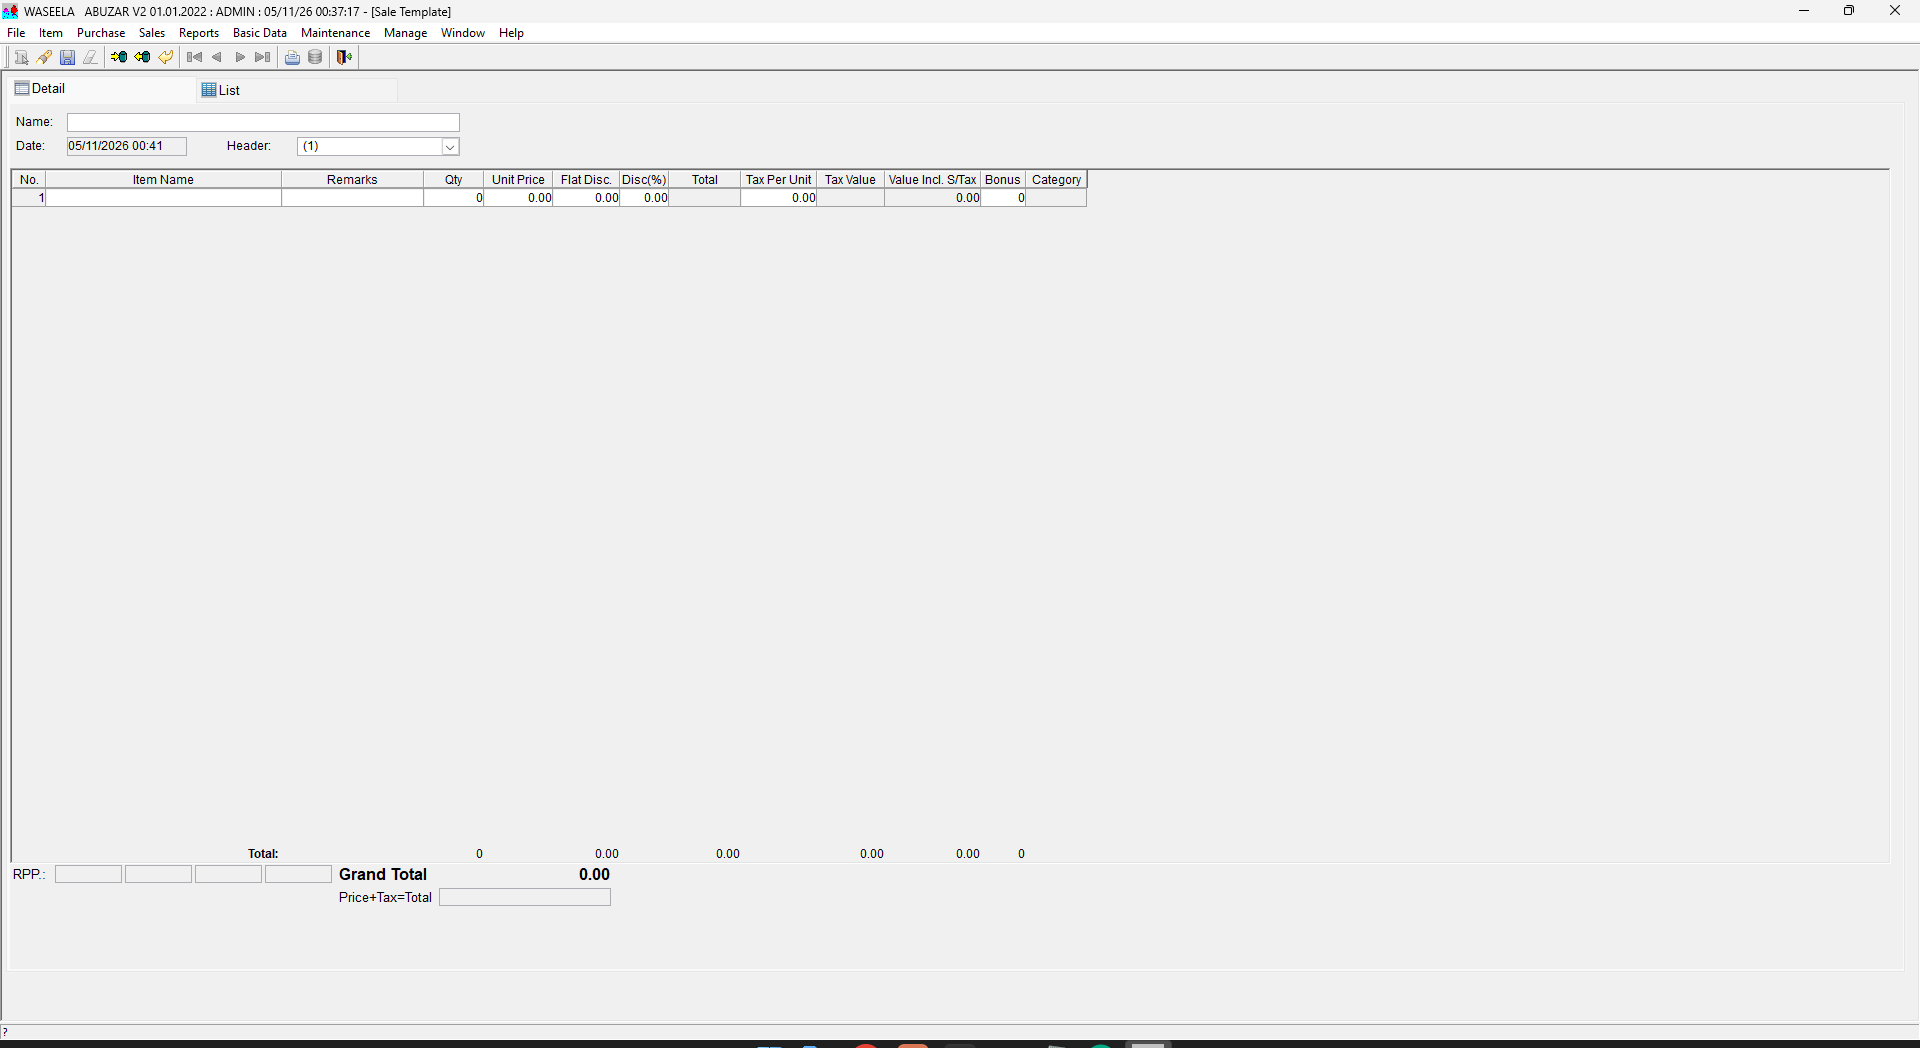 WASEELA ABUZAR V2 01.01.2022 : ADMIN : 05/11/26 00:37:17 - [Sale Template]
File Item Purchase Sales Reports Basic Data Maintenance Manage Window Help
Detail List
Name:
Date: 05/11/2026 00:41 Header: (1)
No. Item Name Remarks Qty Unit Price Flat Disc. Disc(%) Total Tax Per Unit Tax Value Value Incl. S/Tax Bonus Category
1 0 0.00 0.00 0.00 0.00 0.00 0
Total: 0 0.00 0.00 0.00 0.00 0
RPP.: Grand Total 0.00
Price+Tax=Total
?